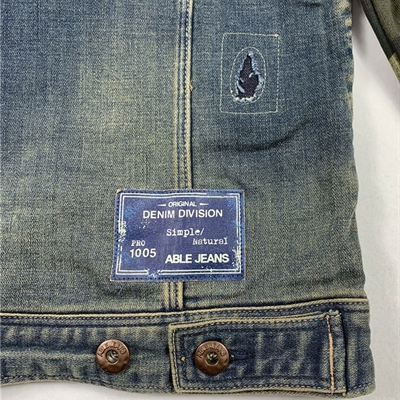 ORIGINAL
DENIM DIVISION
Simple/
Natural
PRO
1005
ABLE JEANS